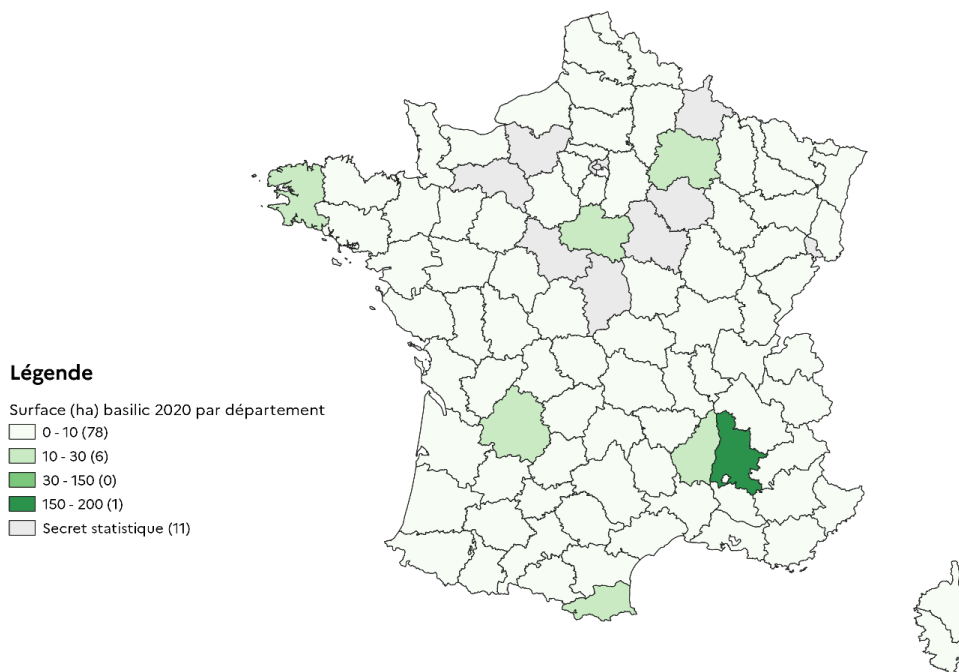 Légende
Surface (ha) basilic 2020 par département
0 - 10 (78)
10 - 30 (6)
30 - 150 (0)
150 - 200 (1)
Secret statistique (11)